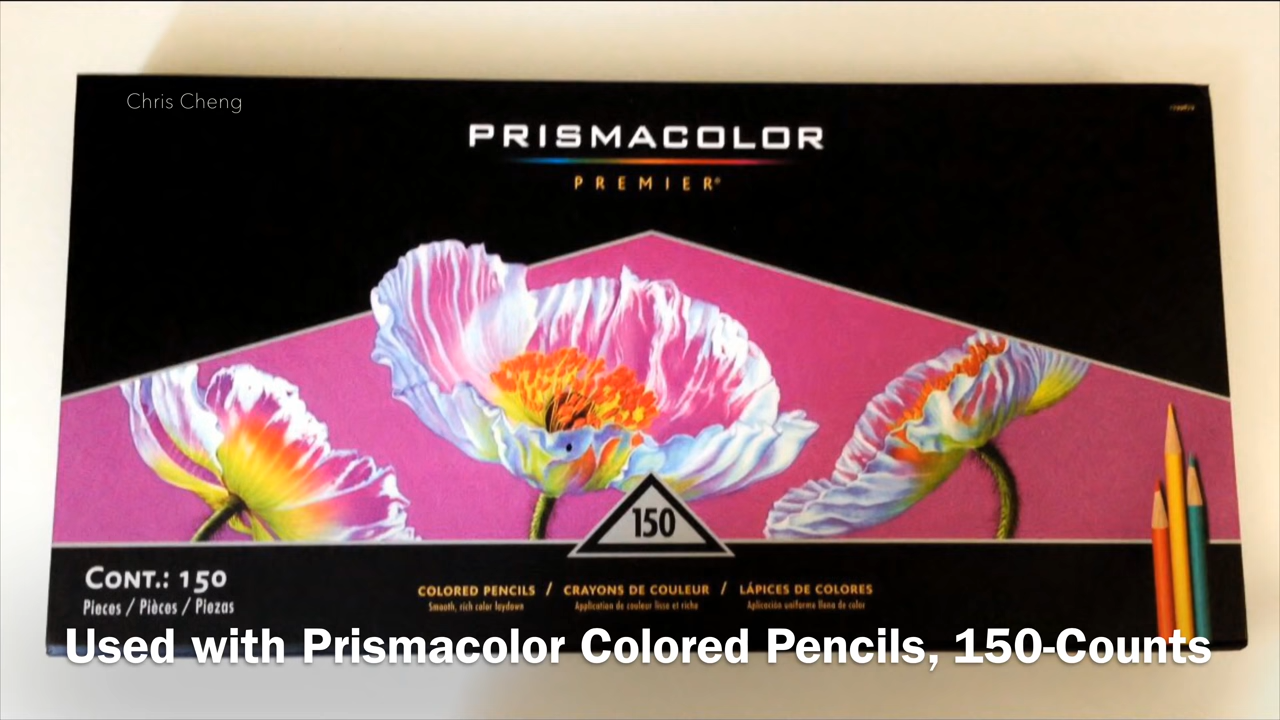 Chris Cheng
PRISMACOLOR
PREMIER®
150
CONT.: 150
Pieces / Pièces / Piezas
COLORED PENCILS / CRAYONS DE COULEUR / LÁPICES DE COLORES
Smooth, rich color laydown
Application de couleur lisse et riche
Aplicación uniforme llena de color
Used with Prismacolor Colored Pencils, 150-Counts